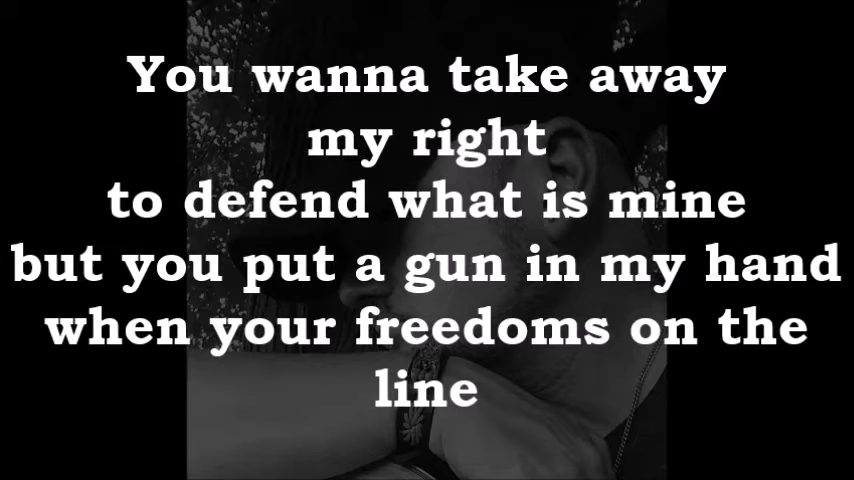 You wanna take away
my right
to defend what is mine
but you put a gun in my hand
when your freedoms on the
line